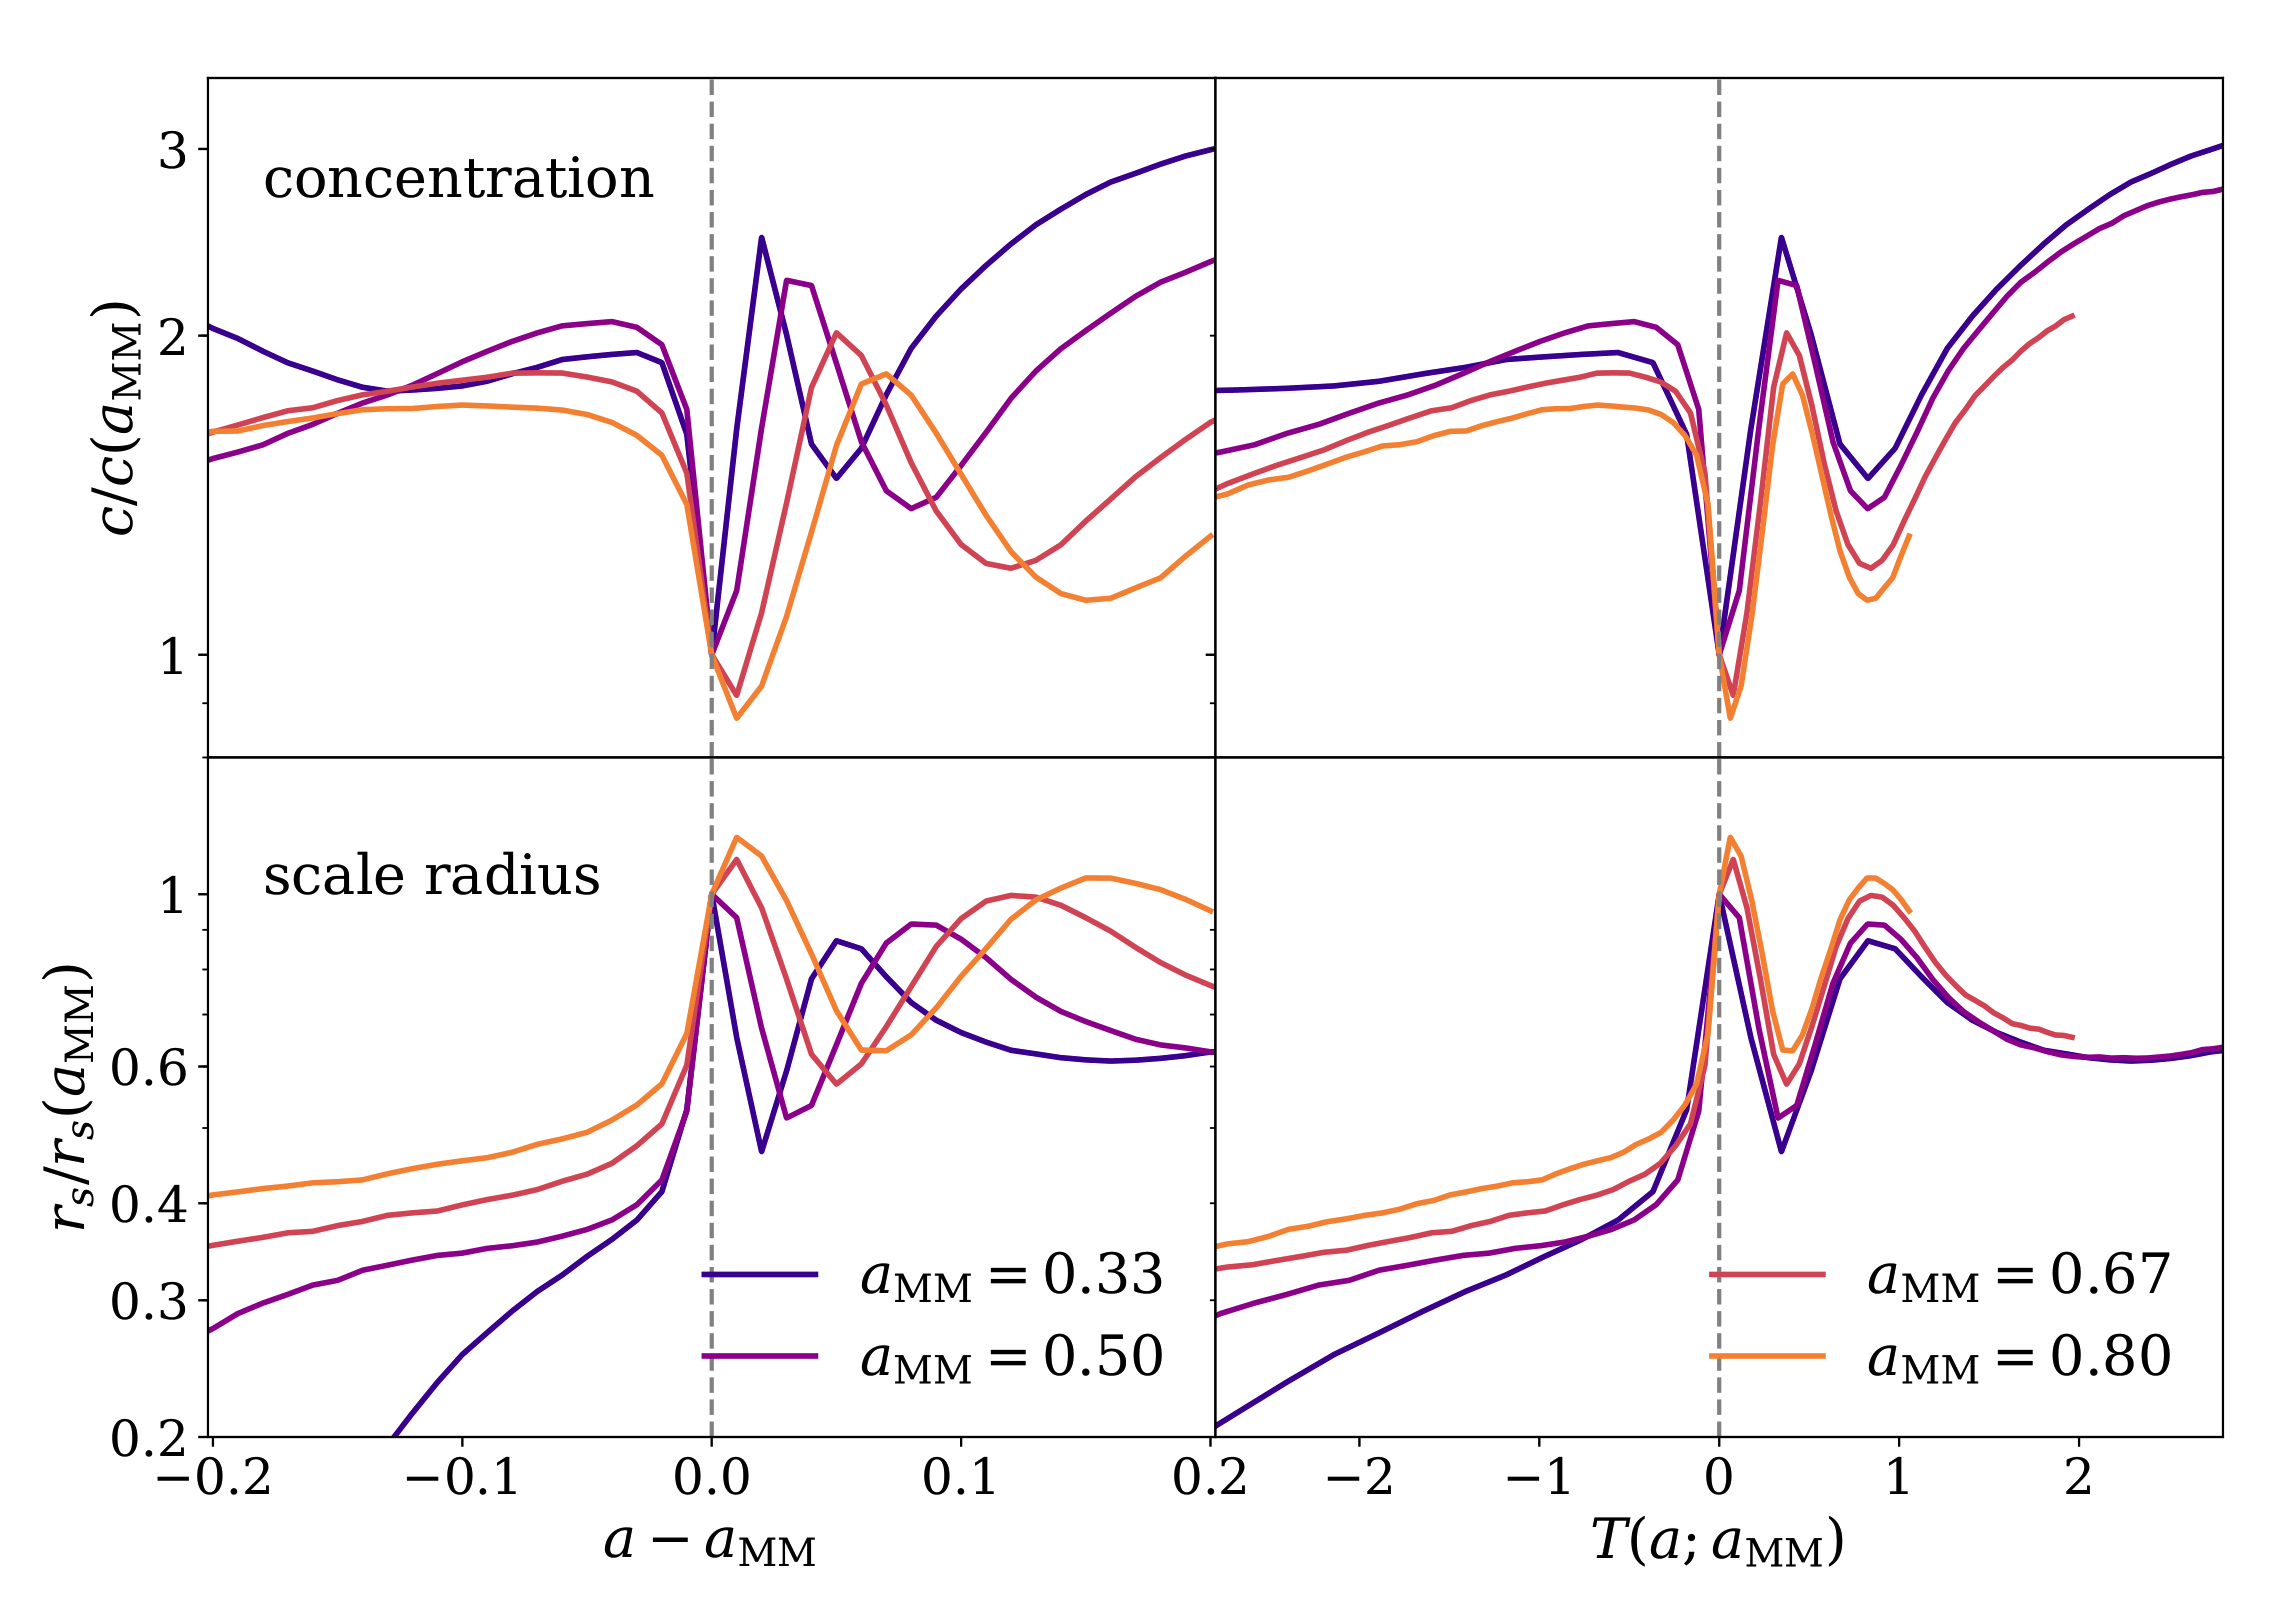 3
concentration
2
c/c(a_MM)
1
scale radius
1
r_s/r_s(a_MM)
0.6
0.4
0.3
0.2
a_MM = 0.33
a_MM = 0.50
a_MM = 0.67
a_MM = 0.80
−0.2 −0.1 0.0 0.1 0.2 −2 −1 0 1 2
a − a_MM
T(a; a_MM)